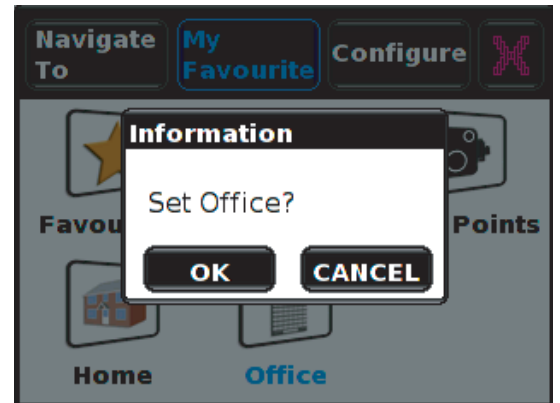 Navigate
To
My
Favourite
Configure
Information
Set Office?
Favou
Points
OK
CANCEL
Home
Office